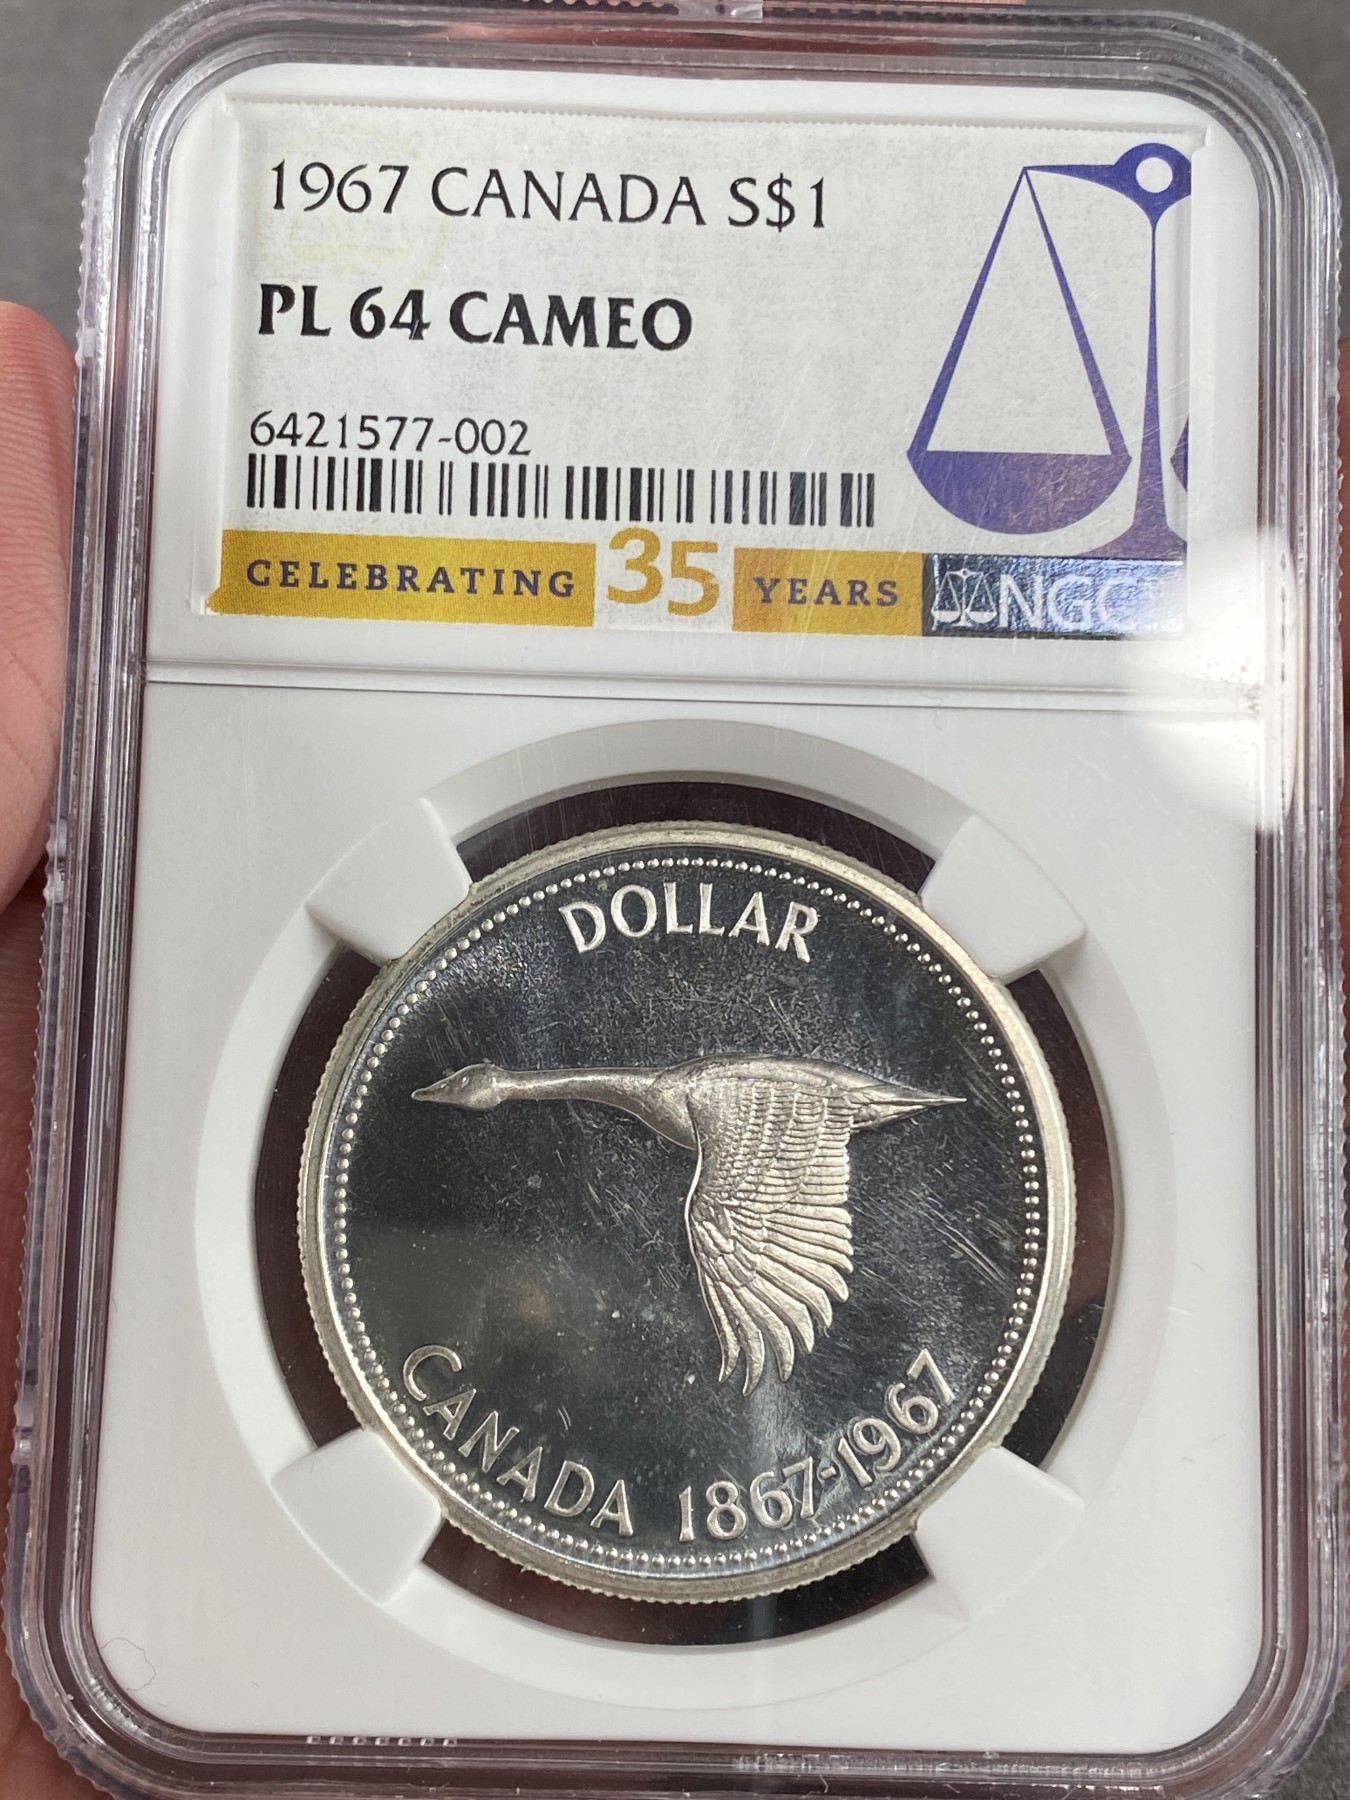 1967 CANADA S$1
PL 64 CAMEO
6421577-002
CELEBRATING 35 YEARS NGC
DOLLAR
CANADA 1867-1967